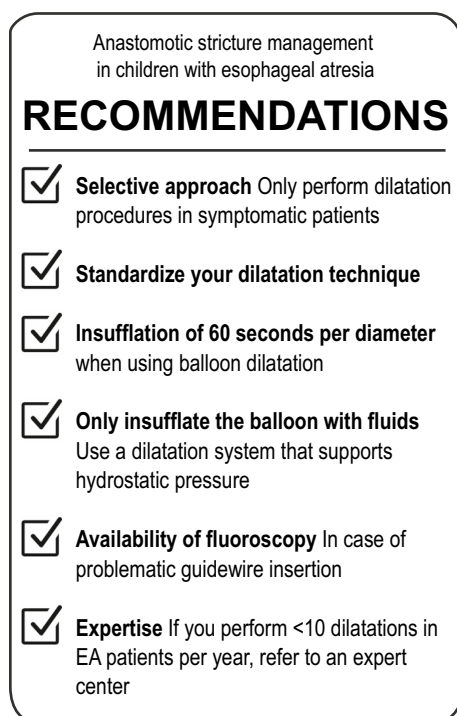 Anastomotic stricture management
in children with esophageal atresia
RECOMMENDATIONS
Selective approach Only perform dilatation
procedures in symptomatic patients
Standardize your dilatation technique
Insufflation of 60 seconds per diameter
when using balloon dilatation
Only insufflate the balloon with fluids
Use a dilatation system that supports
hydrostatic pressure
Availability of fluoroscopy In case of
problematic guidewire insertion
Expertise If you perform <10 dilatations in
EA patients per year, refer to an expert
center